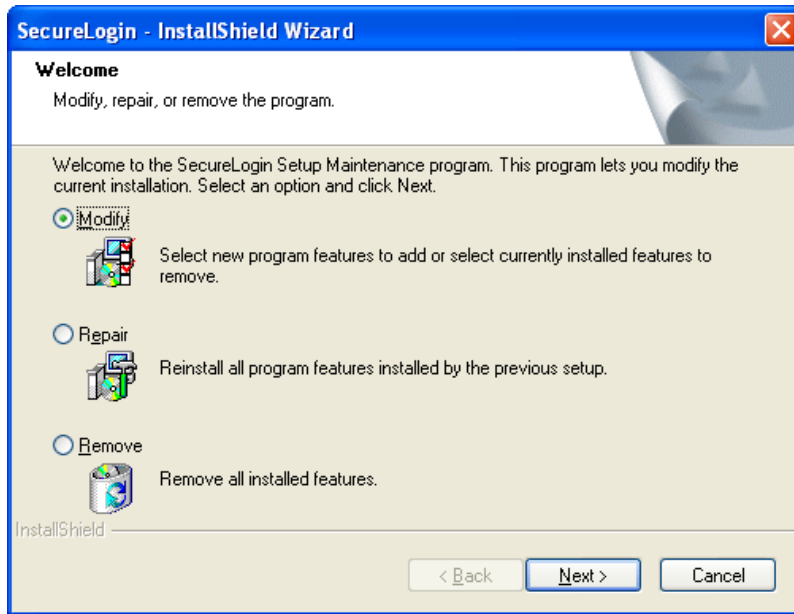 SecureLogin - InstallShield Wizard
Welcome
Modify, repair, or remove the program.
Welcome to the SecureLogin Setup Maintenance program. This program lets you modify the
current installation. Select an option and click Next.
Modify
Select new program features to add or select currently installed features to
remove.
Repair
Reinstall all program features installed by the previous setup.
Remove
Remove all installed features.
InstallShield
< Back
Next >
Cancel